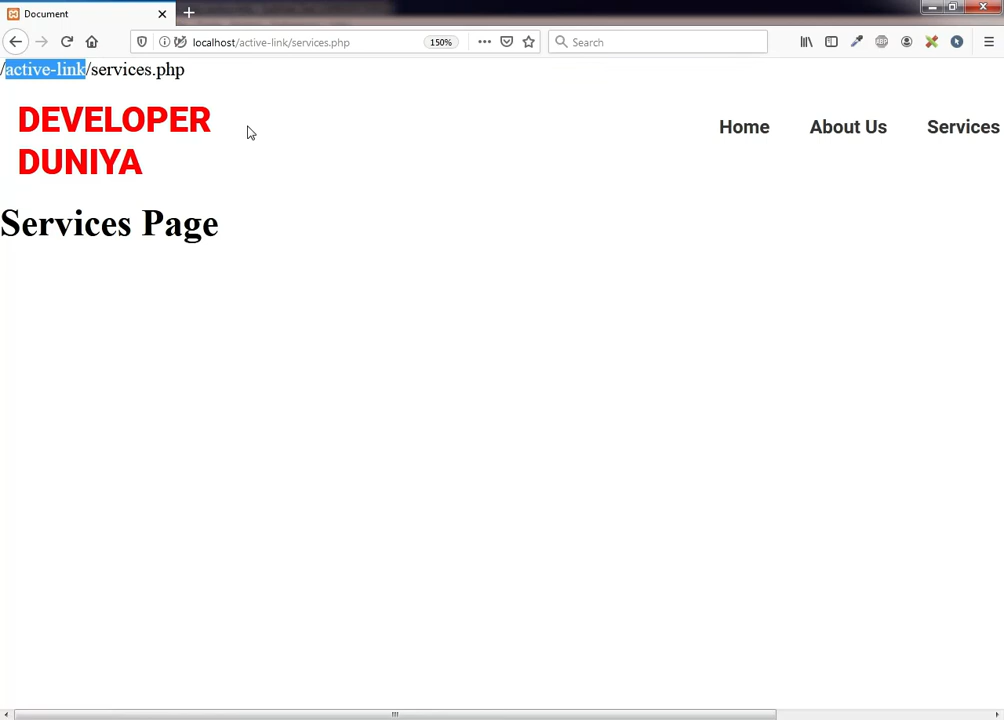 Document
localhost/active-link/services.php
150%
Search
/active-link/services.php
DEVELOPER
DUNIYA
Home
About Us
Services
Services Page